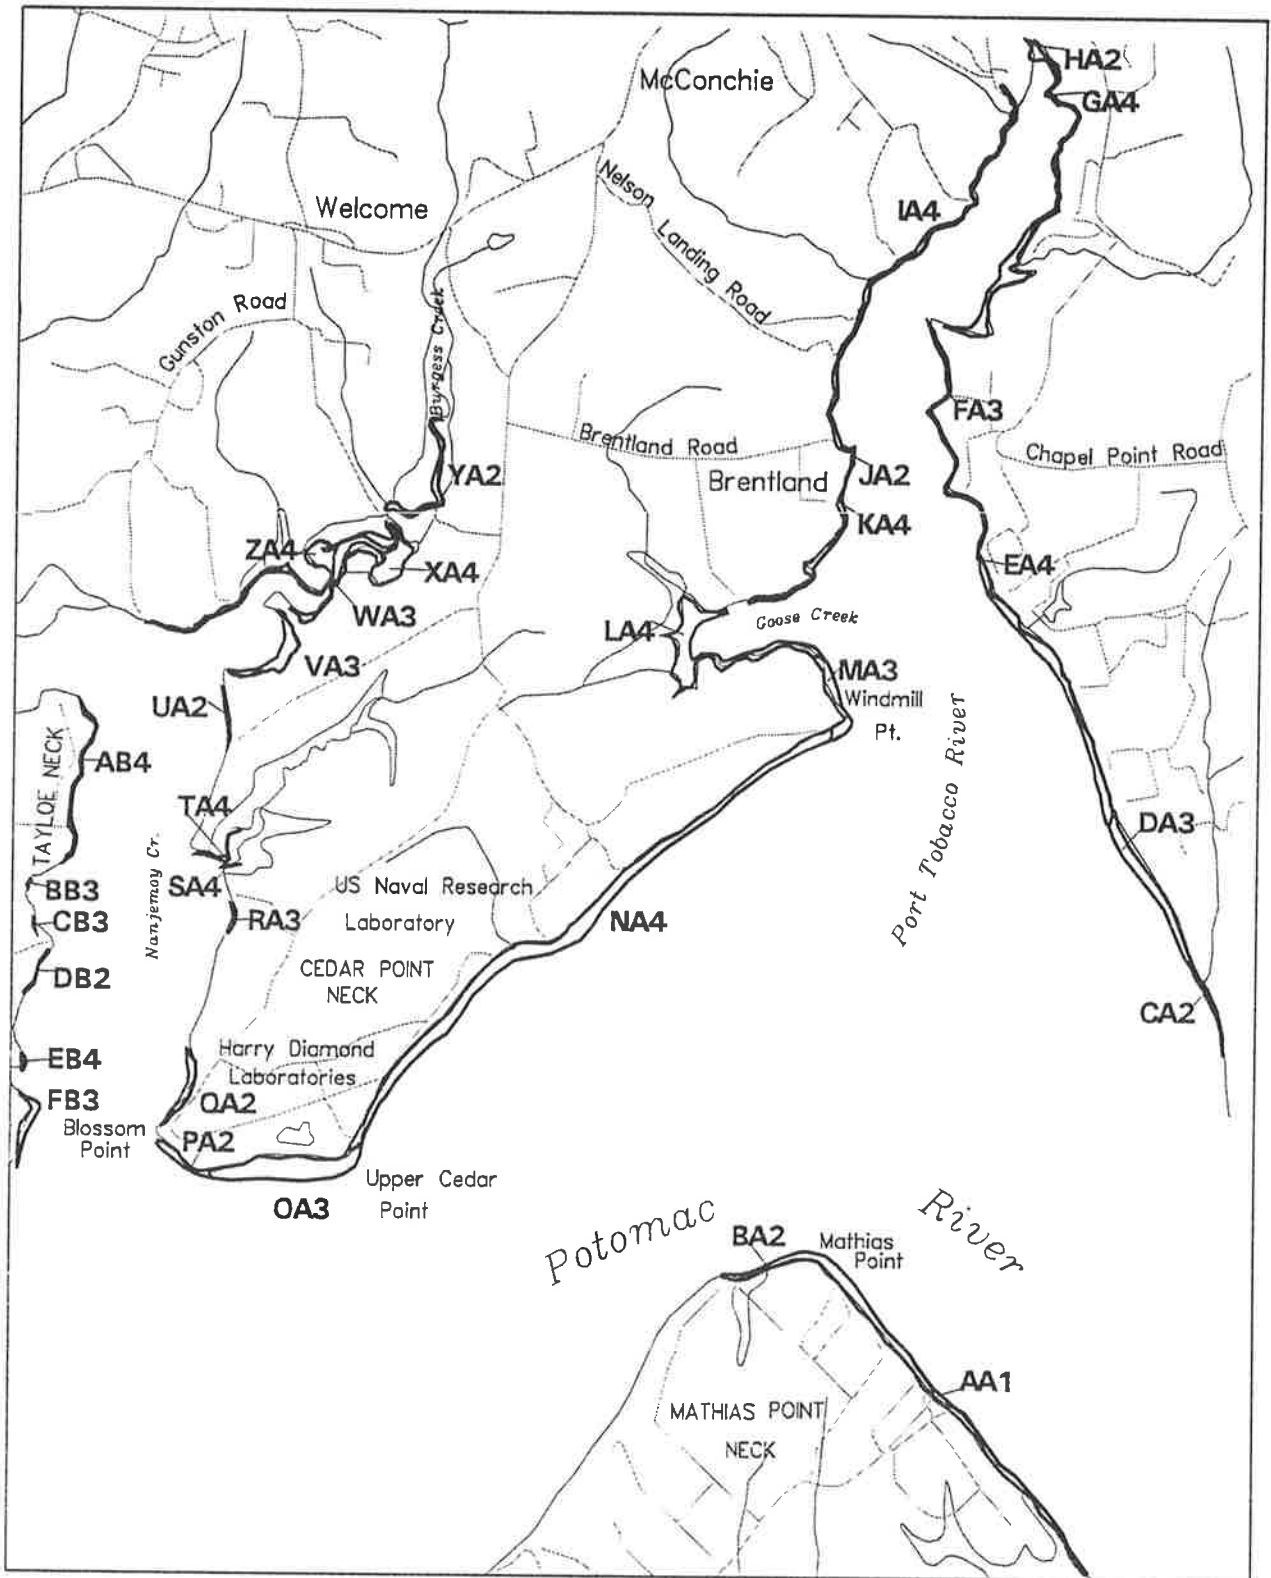 HA2
McConchie
GA4
Nelson
Landing
Road
Welcome
IA4
Gunston Road
Burgess Creek
FA3
Brentland Road
Chapel Point Road
YA2
Brentland
JA2
KA4
ZA4
XA4
EA4
WA3
Goose Creek
LA4
VA3
MA3
Windmill
Pt.
UA2
Port Tobacco River
TAYLOE NECK
AB4
TA4
DA3
Nanjemoy Cr.
BB3
SA4
US Naval Research
Laboratory
CB3
RA3
NA4
DB2
CEDAR POINT
NECK
CA2
EB4
Harry Diamond
Laboratories
FB3
QA2
Blossom
Point
PA2
Upper Cedar
Point
OA3
Potomac River
BA2
Mathias
Point
AA1
MATHIAS POINT
NECK